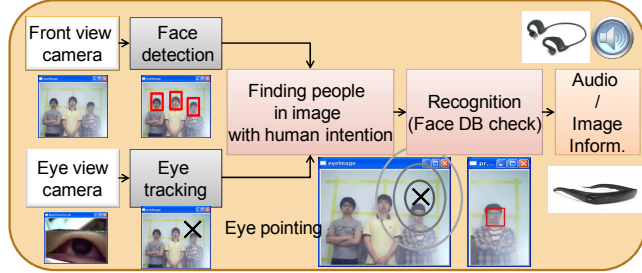 Front view
camera
Face
detection
Finding people
in image
with human intention
Recognition
(Face DB check)
Audio
/
Image
Inform.
Eye view
camera
Eye
tracking
Eye pointing
eyeImage
pr...